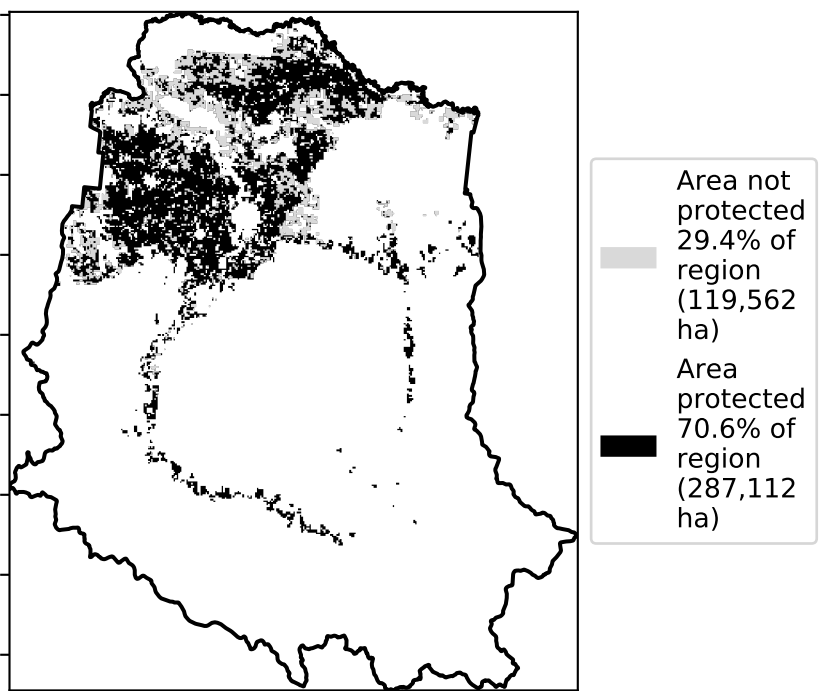 Area not
protected
29.4% of
region
(119,562
ha)
Area
protected
70.6% of
region
(287,112
ha)